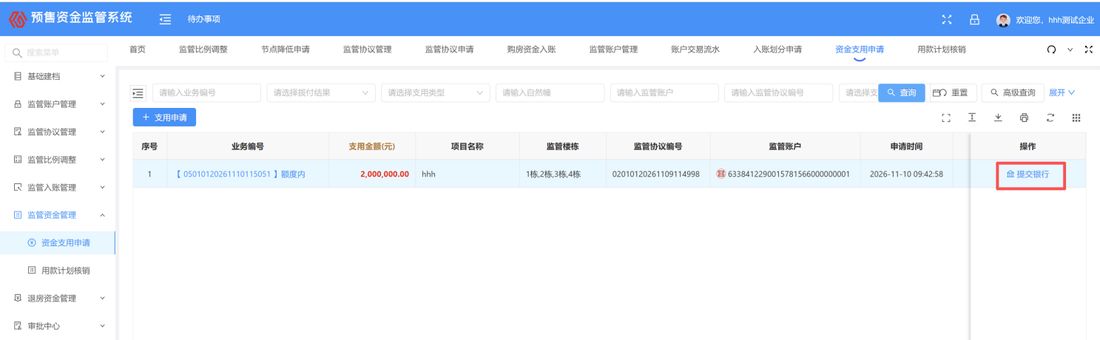 预售资金监管系统
待办事项
欢迎您，hhh测试企业
搜索菜单
首页 监管比例调整 节点降低申请 监管协议管理 监管协议申请 购房资金入账 监管账户管理 账户交易流水 入账划分申请 资金支用申请 用款计划核销
基础建档
监管账户管理
监管协议管理
监管比例调整
监管入账管理
监管资金管理
资金支用申请
用款计划核销
退房资金管理
审批中心
请输入业务编号 请选择拨付结果 请选择支用类型 请输入自然幢 请输入监管账户 请输入监管协议编号 请选择支 查询 重置 高级查询 展开
支用申请
序号 业务编号 支用金额(元) 项目名称 监管楼栋 监管协议编号 监管账户 申请时间 操作
1 【 05010120261110115051 】额度内 2,000,000.00 hhh 1栋,2栋,3栋,4栋 02010120261109114998 6338412290015781566000000001 2026-11-10 09:42:58 提交银行